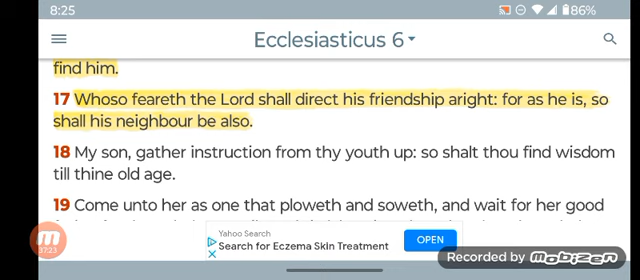 8:25
86%
Ecclesiasticus 6
find him.
17 Whoso feareth the Lord shall direct his friendship aright: for as he is, so
shall his neighbour be also.
18 My son, gather instruction from thy youth up: so shalt thou find wisdom
till thine old age.
19 Come unto her as one that ploweth and soweth, and wait for her good
Yahoo Search
Search for Eczema Skin Treatment
OPEN
37:23
Recorded by mobizen